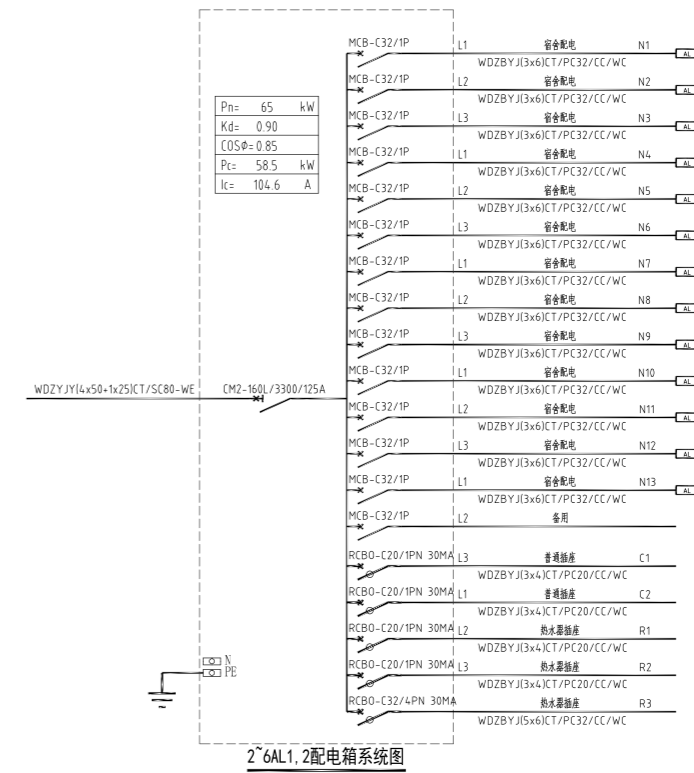 MCB-C32/1P L1 宿舍配电 N1 AL
WDZBYJ(3x6)CT/PC32/CC/WC
MCB-C32/1P L2 宿舍配电 N2 AL
WDZBYJ(3x6)CT/PC32/CC/WC
MCB-C32/1P L3 宿舍配电 N3 AL
WDZBYJ(3x6)CT/PC32/CC/WC
MCB-C32/1P L1 宿舍配电 N4 AL
WDZBYJ(3x6)CT/PC32/CC/WC
MCB-C32/1P L2 宿舍配电 N5 AL
WDZBYJ(3x6)CT/PC32/CC/WC
MCB-C32/1P L3 宿舍配电 N6 AL
WDZBYJ(3x6)CT/PC32/CC/WC
MCB-C32/1P L1 宿舍配电 N7 AL
WDZBYJ(3x6)CT/PC32/CC/WC
MCB-C32/1P L2 宿舍配电 N8 AL
WDZBYJ(3x6)CT/PC32/CC/WC
MCB-C32/1P L3 宿舍配电 N9 AL
WDZBYJ(3x6)CT/PC32/CC/WC
MCB-C32/1P L1 宿舍配电 N10 AL
WDZBYJ(3x6)CT/PC32/CC/WC
MCB-C32/1P L2 宿舍配电 N11 AL
WDZBYJ(3x6)CT/PC32/CC/WC
MCB-C32/1P L3 宿舍配电 N12 AL
WDZBYJ(3x6)CT/PC32/CC/WC
MCB-C32/1P L1 宿舍配电 N13 AL
WDZBYJ(3x6)CT/PC32/CC/WC
MCB-C32/1P L2 备用
RCBO-C20/1PN 30MA L3 普通插座 C1
WDZBYJ(3x4)CT/PC20/CC/WC
RCBO-C20/1PN 30MA L1 普通插座 C2
WDZBYJ(3x4)CT/PC20/CC/WC
RCBO-C20/1PN 30MA L2 热水器插座 R1
WDZBYJ(3x4)CT/PC20/CC/WC
RCBO-C20/1PN 30MA L3 热水器插座 R2
WDZBYJ(3x4)CT/PC20/CC/WC
RCBO-C32/4PN 30MA 热水器插座 R3
WDZBYJ(5x6)CT/PC32/CC/WC
Pn= 65 kW
Kd= 0.90
COSΦ=0.85
Pc= 58.5 kW
Ic= 104.6 A
WDZYJY(4x50+1x25)CT/SC80-WE
CM2-160L/3300/125A
N
PE
2~6AL1,2配电箱系统图